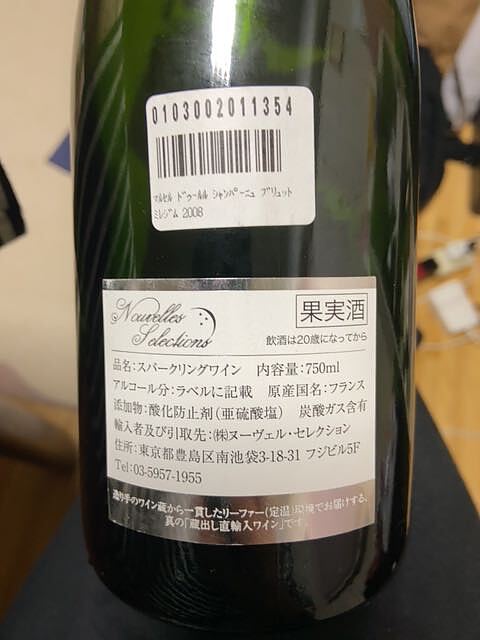 0103002011354
マルセル ドゥールル シャンパーニュ ブリュット
ミレジム 2008
Nouvelles
Selections
果実酒
飲酒は20歳になってから
品名:スパークリングワイン 内容量:750ml
アルコール分:ラベルに記載 原産国名:フランス
添加物:酸化防止剤(亜硫酸塩) 炭酸ガス含有
輸入者及び引取先:㈱ヌーヴェル・セレクション
住所:東京都豊島区南池袋3-18-31 フジビル5F
Tel:03-5957-1955
造り手のワイン蔵から一貫したリーファー(定温)環境でお届けする、
真の「蔵出し直輸入ワイン」です。